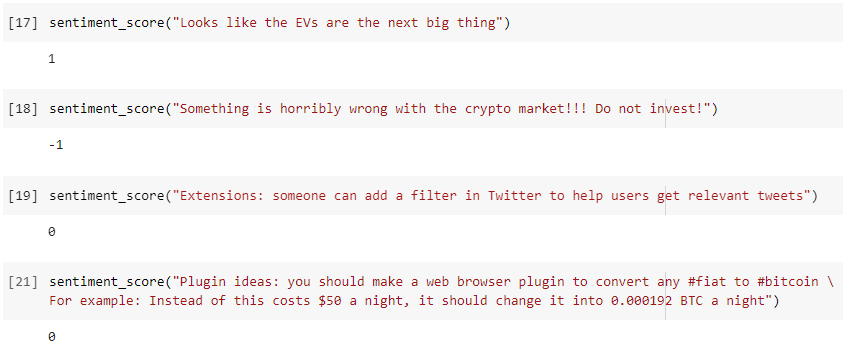 [17] sentiment_score("Looks like the EVs are the next big thing")
1
[18] sentiment_score("Something is horribly wrong with the crypto market!!! Do not invest!")
-1
[19] sentiment_score("Extensions: someone can add a filter in Twitter to help users get relevant tweets")
0
[21] sentiment_score("Plugin ideas: you should make a web browser plugin to convert any #fiat to #bitcoin \
For example: Instead of this costs $50 a night, it should change it into 0.000192 BTC a night")
0